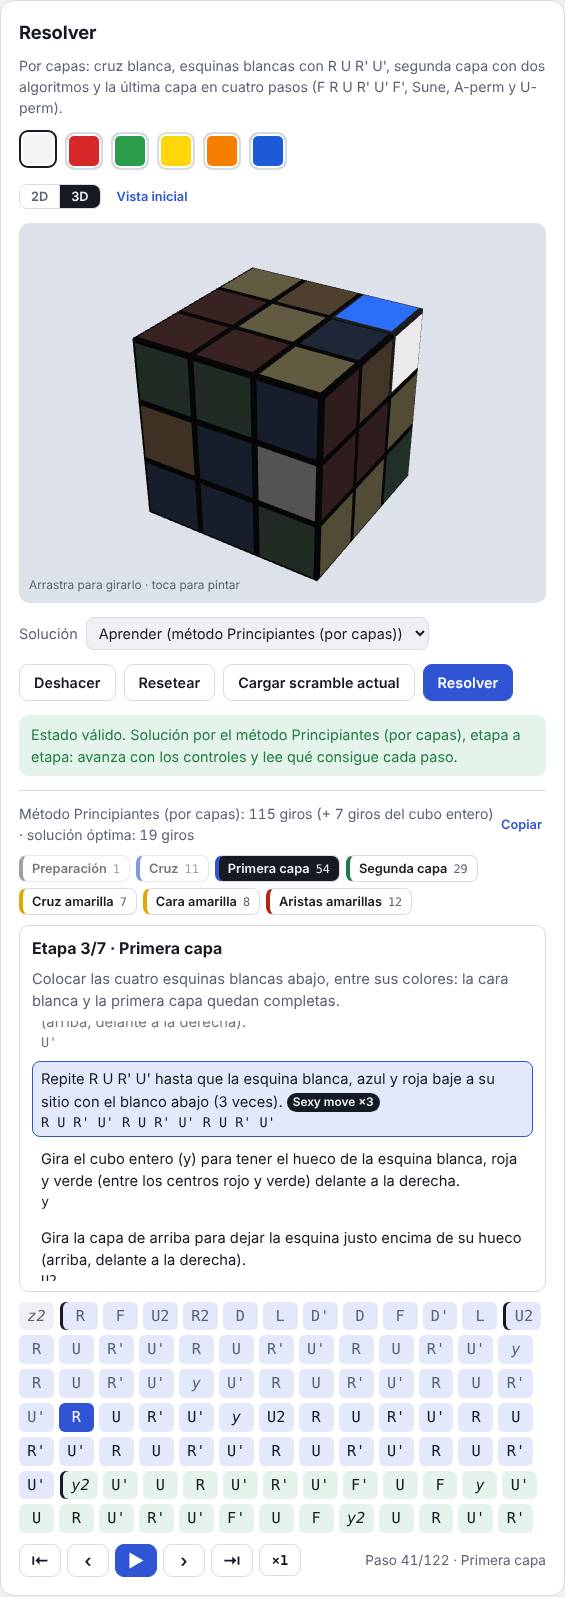 Resolver
Por capas: cruz blanca, esquinas blancas con R U R' U', segunda capa con dos
algoritmos y la última capa en cuatro pasos (F R U R' U' F', Sune, A-perm y U-
perm).
2D 3D Vista inicial
Arrastra para girarlo · toca para pintar
Solución Aprender (método Principiantes (por capas))
Deshacer Resetear Cargar scramble actual Resolver
Estado válido. Solución por el método Principiantes (por capas), etapa a
etapa: avanza con los controles y lee qué consigue cada paso.
Método Principiantes (por capas): 115 giros (+ 7 giros del cubo entero)
· solución óptima: 19 giros
Copiar
Preparación 1 Cruz 11 Primera capa 54 Segunda capa 29
Cruz amarilla 7 Cara amarilla 8 Aristas amarillas 12
Etapa 3/7 · Primera capa
Colocar las cuatro esquinas blancas abajo, entre sus colores: la cara
blanca y la primera capa quedan completas.
(arriba, delante a la derecha).
U'
Repite R U R' U' hasta que la esquina blanca, azul y roja baje a su
sitio con el blanco abajo (3 veces). Sexy move ×3
R U R' U' R U R' U' R U R' U'
Gira el cubo entero (y) para tener el hueco de la esquina blanca, roja
y verde (entre los centros rojo y verde) delante a la derecha.
y
Gira la capa de arriba para dejar la esquina justo encima de su hueco
(arriba, delante a la derecha).
U2
z2 R F U2 R2 D L D' D F D' L U2
R U R' U' R U R' U' R U R' U' y
R U R' U' y U' R U R' U' R U R'
U' R U R' U' y U2 R U R' U' R U
R' U' R U R' U' R U R' U' R U R'
U' y2 U' U R U' R' U' F' U F y U'
U R U' R' U' F' U F y2 U R U' R'
⇤ ‹ ▶ › ⇥ ×1 Paso 41/122 · Primera capa